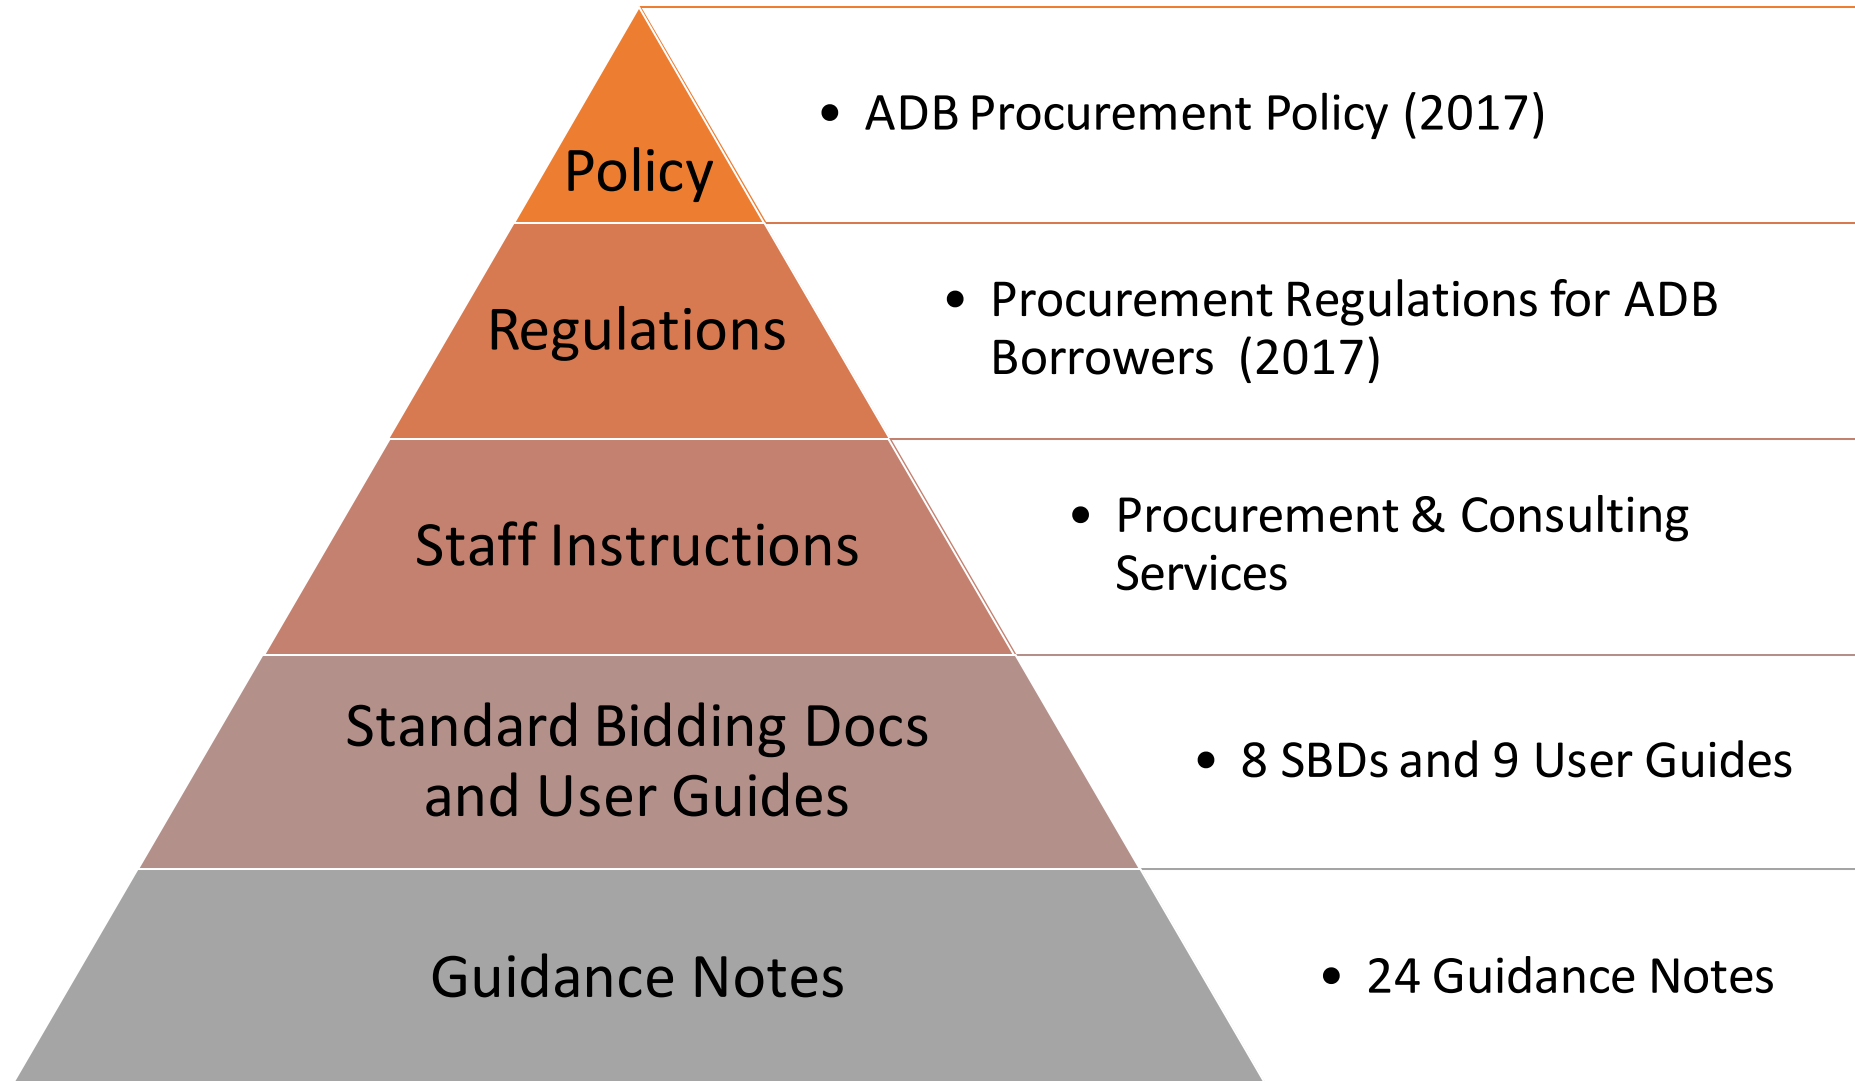 Policy
• ADB Procurement Policy (2017)
Regulations
• Procurement Regulations for ADB
Borrowers (2017)
Staff Instructions
• Procurement & Consulting
Services
Standard Bidding Docs
and User Guides
• 8 SBDs and 9 User Guides
Guidance Notes
• 24 Guidance Notes